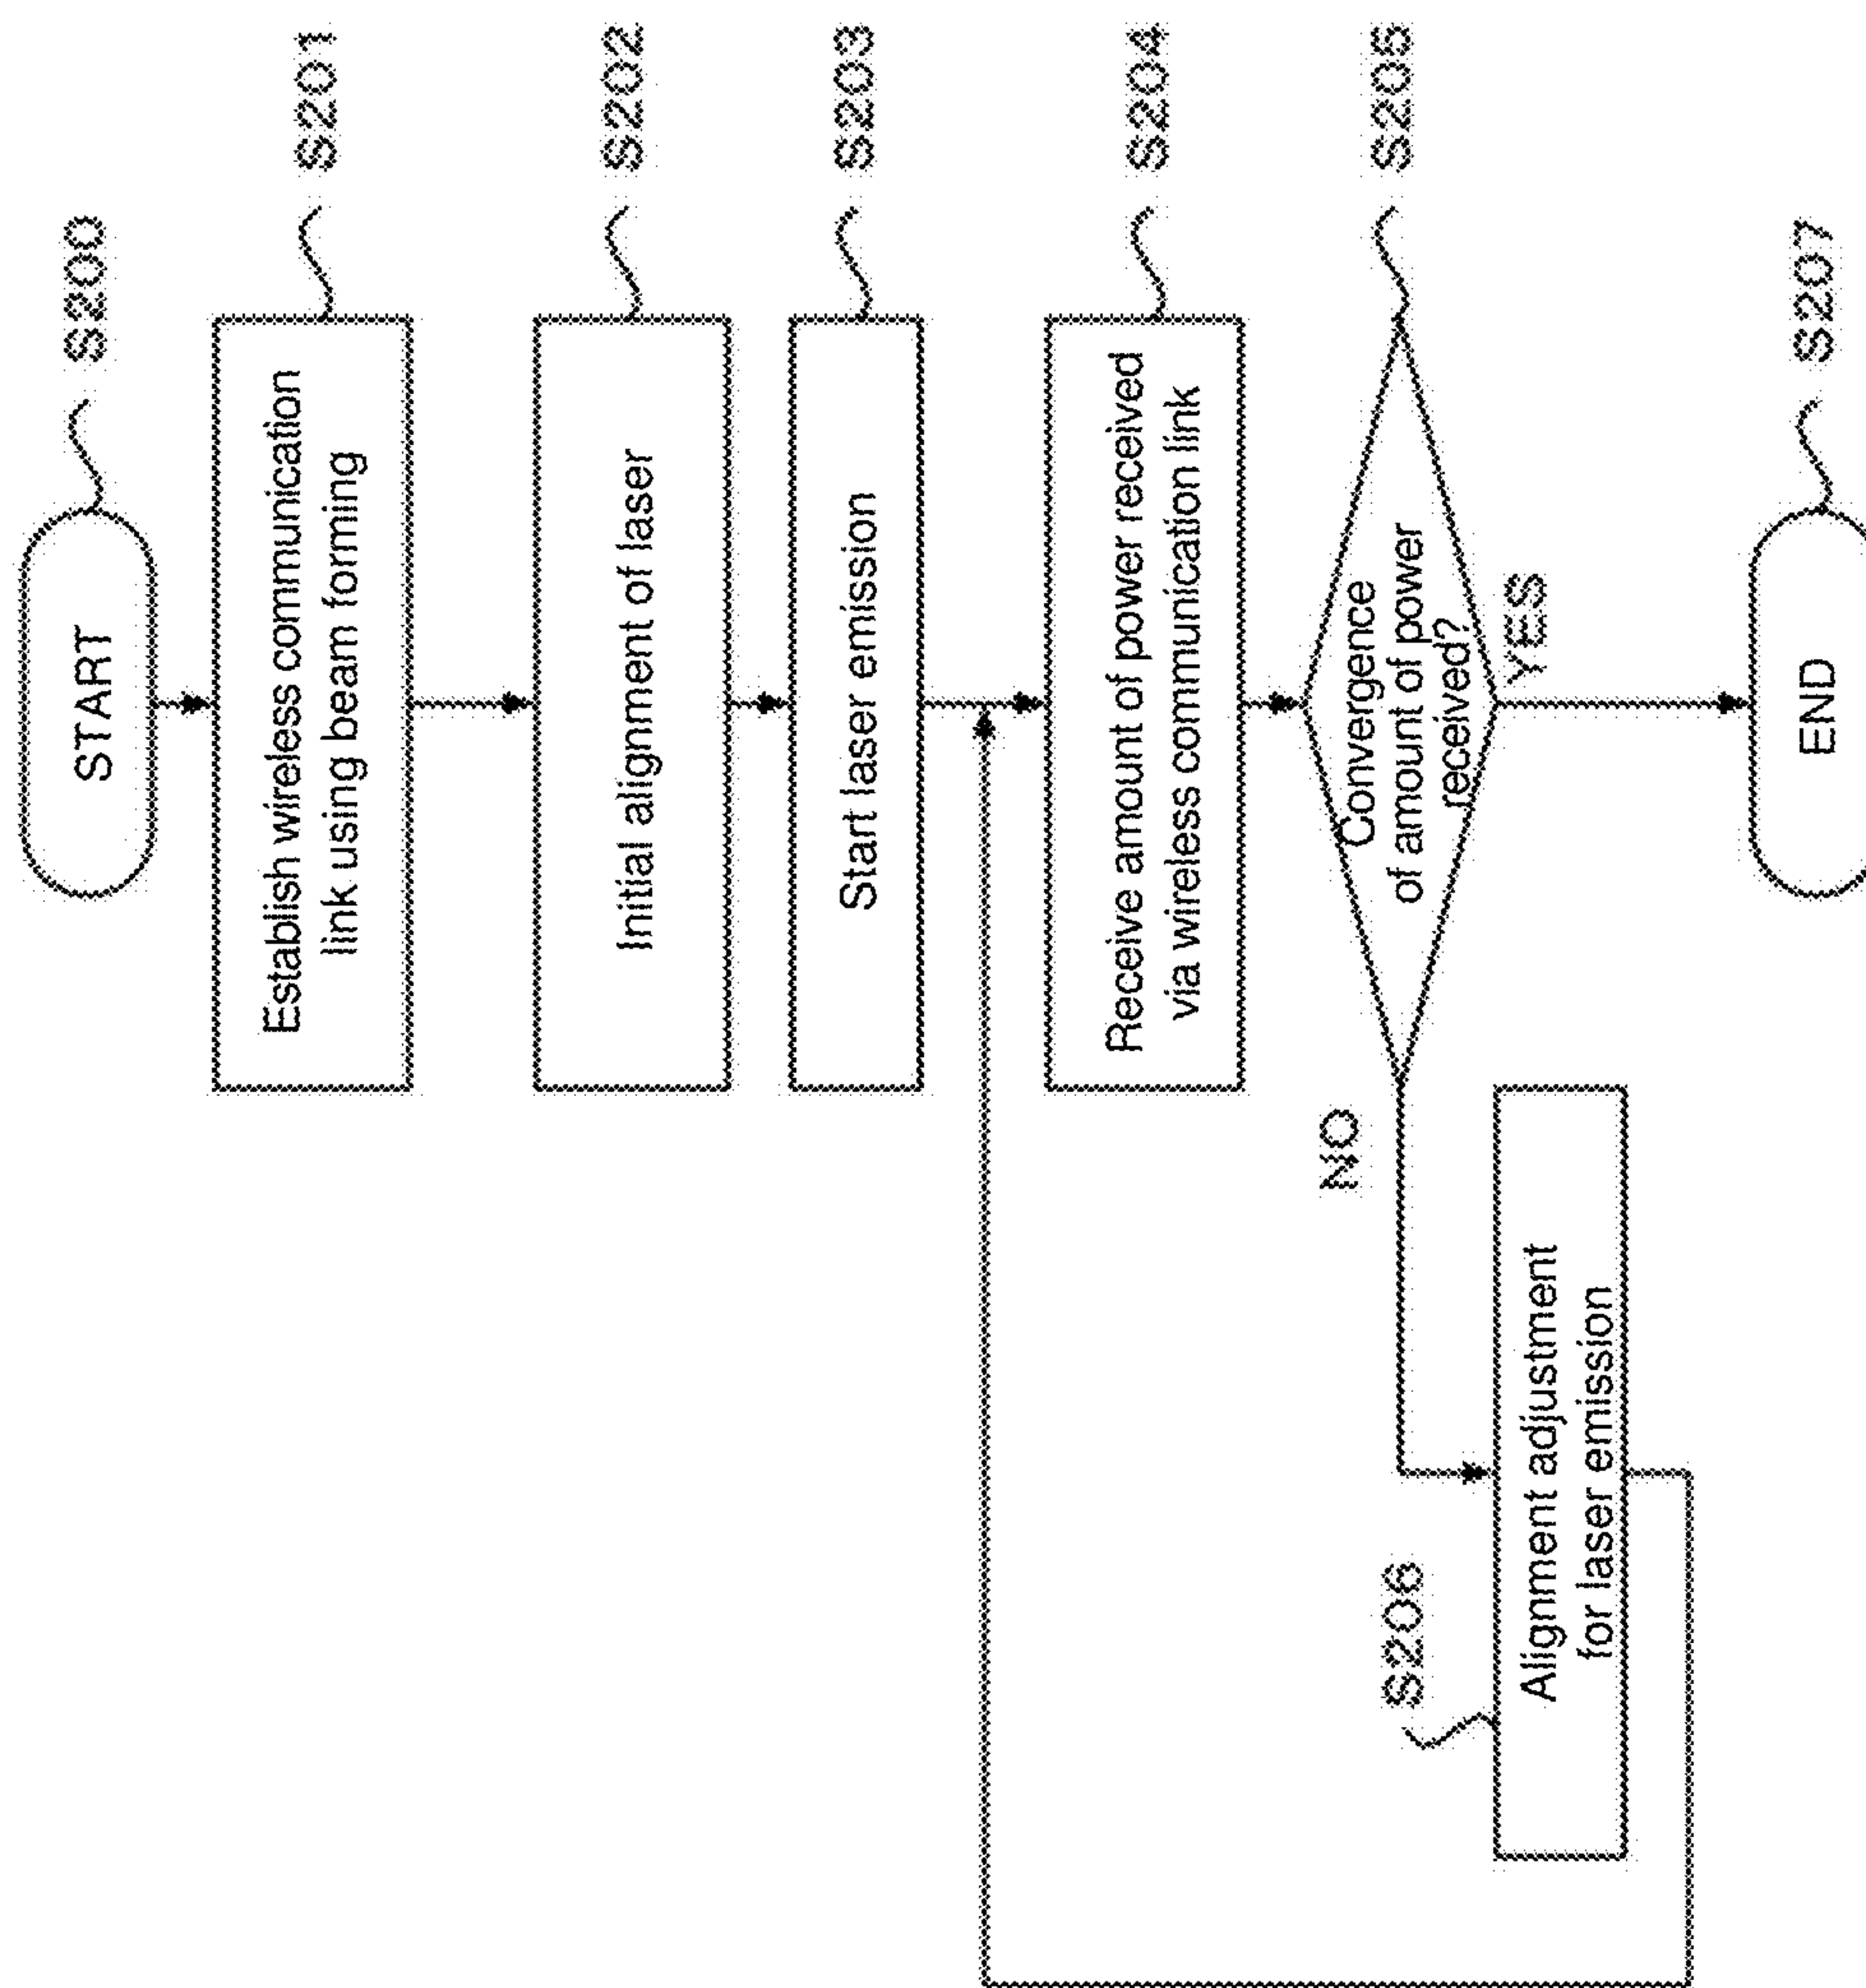 START
S200
Establish wireless communication
link using beam forming
S201
Initial alignment of laser
S202
Start laser emission
S203
Receive amount of power received
via wireless communication link
S204
Convergence
of amount of power
received?
S205
NO
YES
S206
Alignment adjustment
for laser emission
END
S207